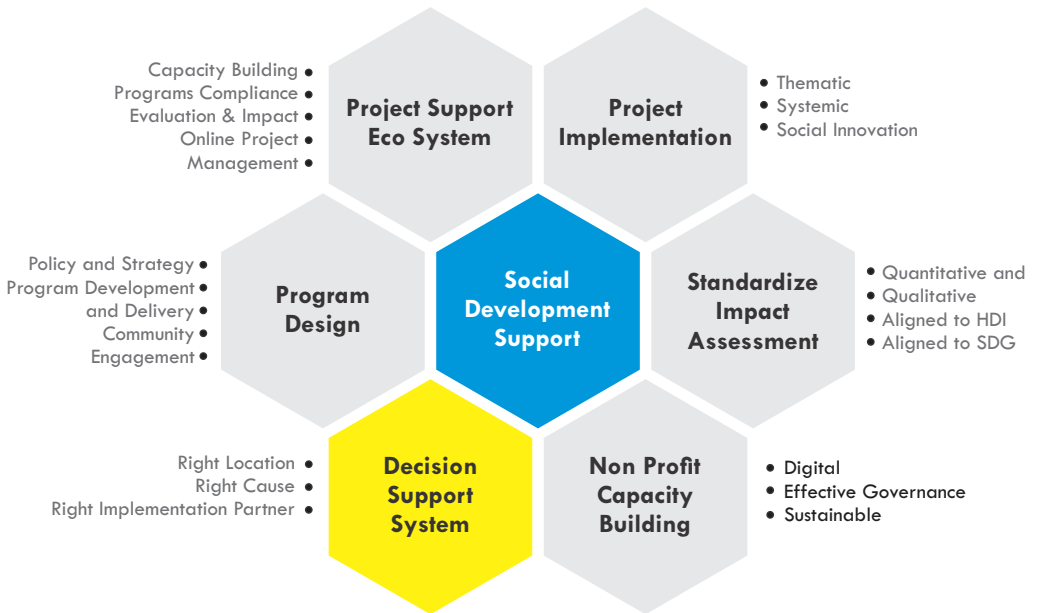 Capacity Building •
Programs Compliance •
Evaluation & Impact •
Online Project •
Management •
Project Support
Eco System
Project
Implementation
• Thematic
• Systemic
• Social Innovation
Policy and Strategy •
Program Development •
and Delivery •
Community •
Engagement •
Program
Design
Social
Development
Support
Standardize
Impact
Assessment
• Quantitative and
• Qualitative
• Aligned to HDI
• Aligned to SDG
Right Location •
Right Cause •
Right Implementation Partner •
Decision
Support
System
Non Profit
Capacity
Building
• Digital
• Effective Governance
• Sustainable